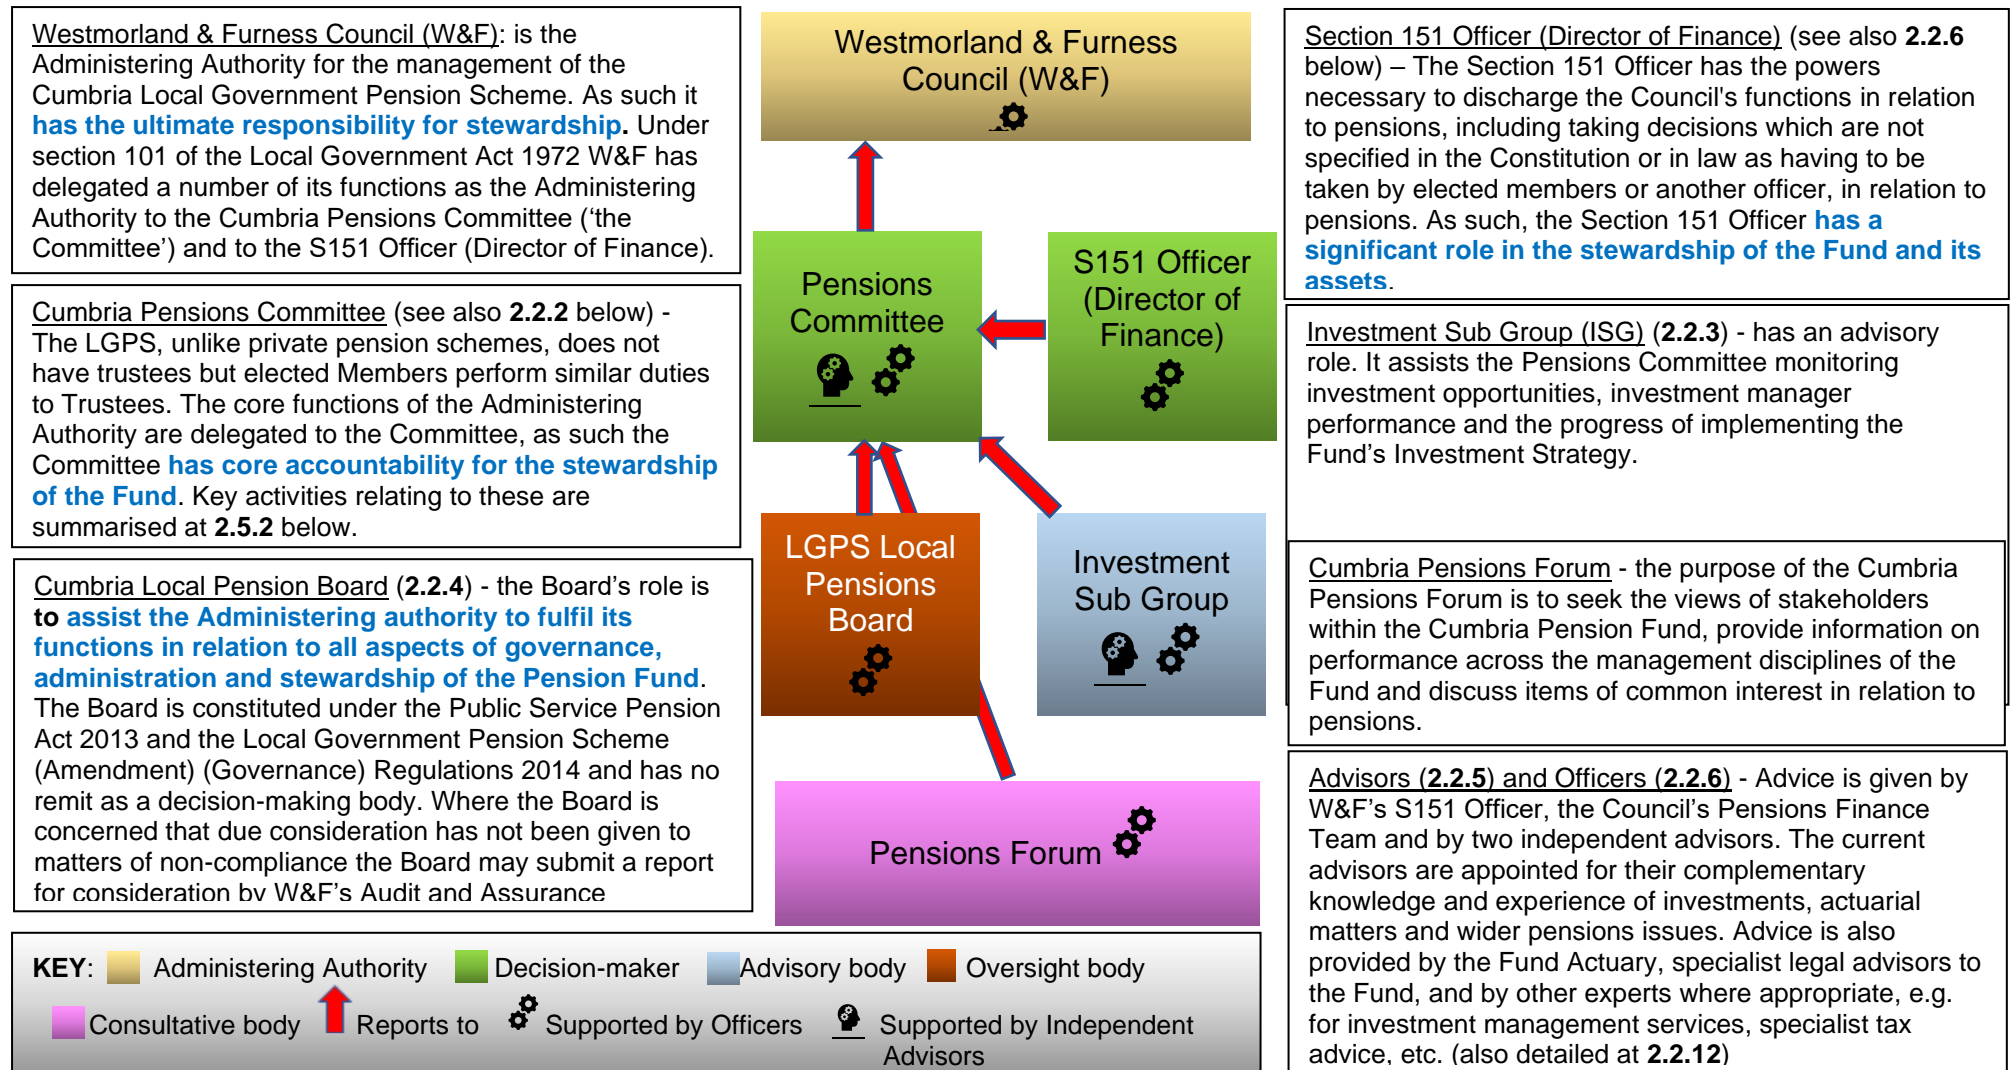 Westmorland & Furness Council (W&F): is the
Administering Authority for the management of the
Cumbria Local Government Pension Scheme. As such it
has the ultimate responsibility for stewardship. Under
section 101 of the Local Government Act 1972 W&F has
delegated a number of its functions as the Administering
Authority to the Cumbria Pensions Committee (‘the
Committee’) and to the S151 Officer (Director of Finance).
Cumbria Pensions Committee (see also 2.2.2 below) -
The LGPS, unlike private pension schemes, does not
have trustees but elected Members perform similar duties
to Trustees. The core functions of the Administering
Authority are delegated to the Committee, as such the
Committee has core accountability for the stewardship
of the Fund. Key activities relating to these are
summarised at 2.5.2 below.
Cumbria Local Pension Board (2.2.4) - the Board’s role is
to assist the Administering authority to fulfil its
functions in relation to all aspects of governance,
administration and stewardship of the Pension Fund.
The Board is constituted under the Public Service Pension
Act 2013 and the Local Government Pension Scheme
(Amendment) (Governance) Regulations 2014 and has no
remit as a decision-making body. Where the Board is
concerned that due consideration has not been given to
matters of non-compliance the Board may submit a report
for consideration by W&F’s Audit and Assurance
Westmorland & Furness
Council (W&F)
Pensions
Committee
S151 Officer
(Director of
Finance)
LGPS Local
Pensions
Board
Investment
Sub Group
Pensions Forum
Section 151 Officer (Director of Finance) (see also 2.2.6
below) – The Section 151 Officer has the powers
necessary to discharge the Council's functions in relation
to pensions, including taking decisions which are not
specified in the Constitution or in law as having to be
taken by elected members or another officer, in relation to
pensions. As such, the Section 151 Officer has a
significant role in the stewardship of the Fund and its
assets.
Investment Sub Group (ISG) (2.2.3) - has an advisory
role. It assists the Pensions Committee monitoring
investment opportunities, investment manager
performance and the progress of implementing the
Fund’s Investment Strategy.
Cumbria Pensions Forum - the purpose of the Cumbria
Pensions Forum is to seek the views of stakeholders
within the Cumbria Pension Fund, provide information on
performance across the management disciplines of the
Fund and discuss items of common interest in relation to
pensions.
Advisors (2.2.5) and Officers (2.2.6) - Advice is given by
W&F’s S151 Officer, the Council’s Pensions Finance
Team and by two independent advisors. The current
advisors are appointed for their complementary
knowledge and experience of investments, actuarial
matters and wider pensions issues. Advice is also
provided by the Fund Actuary, specialist legal advisors to
the Fund, and by other experts where appropriate, e.g.
for investment management services, specialist tax
advice, etc. (also detailed at 2.2.12)
KEY: Administering Authority Decision-maker Advisory body Oversight body
Consultative body Reports to Supported by Officers Supported by Independent
Advisors